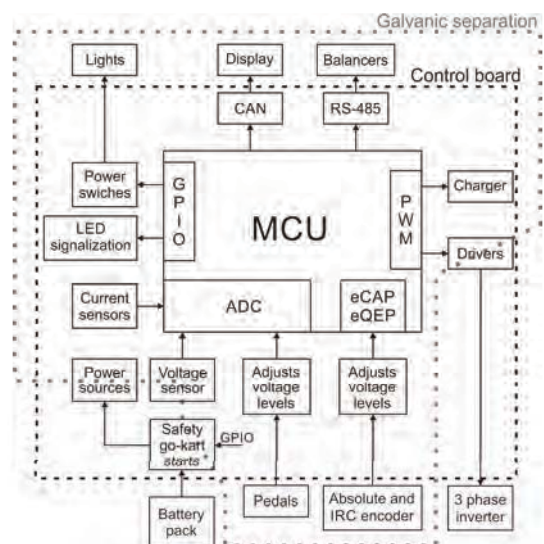 Galvanic separation
Lights
Display
Balancers
Control board
CAN
RS-485
Power
swiches
GPIO
MCU
PWM
Charger
LED
signalization
Drivers
Current
sensors
ADC
eCAP
eQEP
Power
sources
Voltage
sensor
Adjusts
voltage
levels
Adjusts
voltage
levels
Safety
go-kart
starts
GPIO
Battery
pack
Pedals
Absolute and
IRC encoder
3 phase
inverter